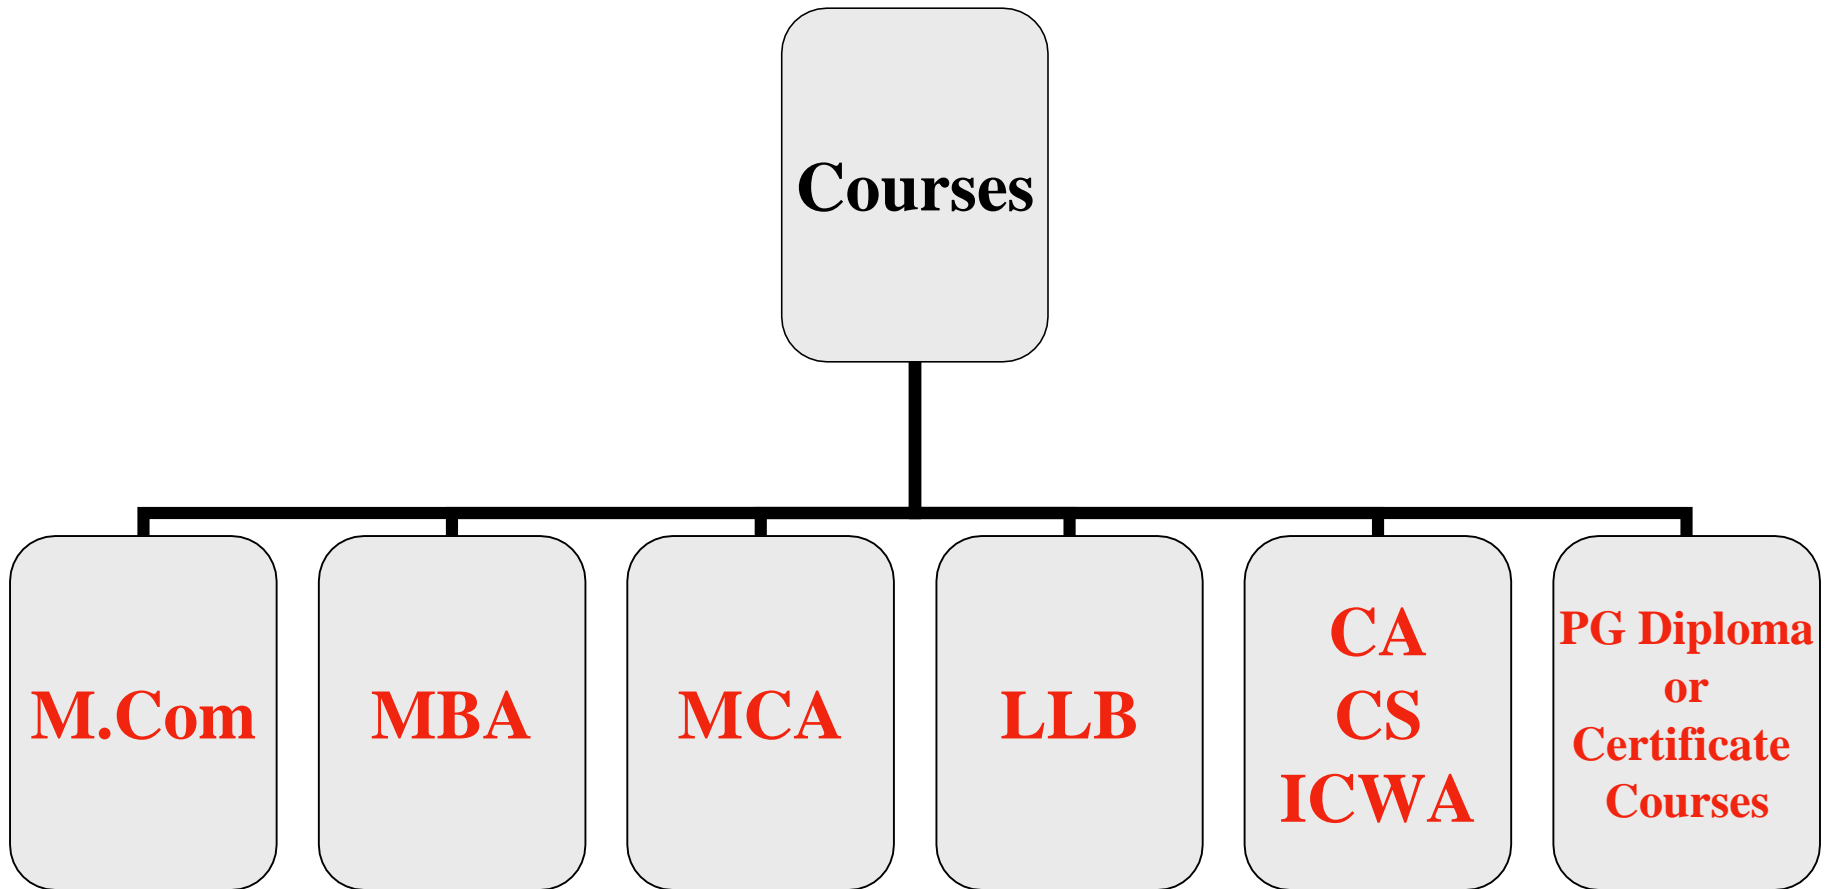 Courses
M.Com
MBA
MCA
LLB
CA
CS
ICWA
PG Diploma
or
Certificate
Courses